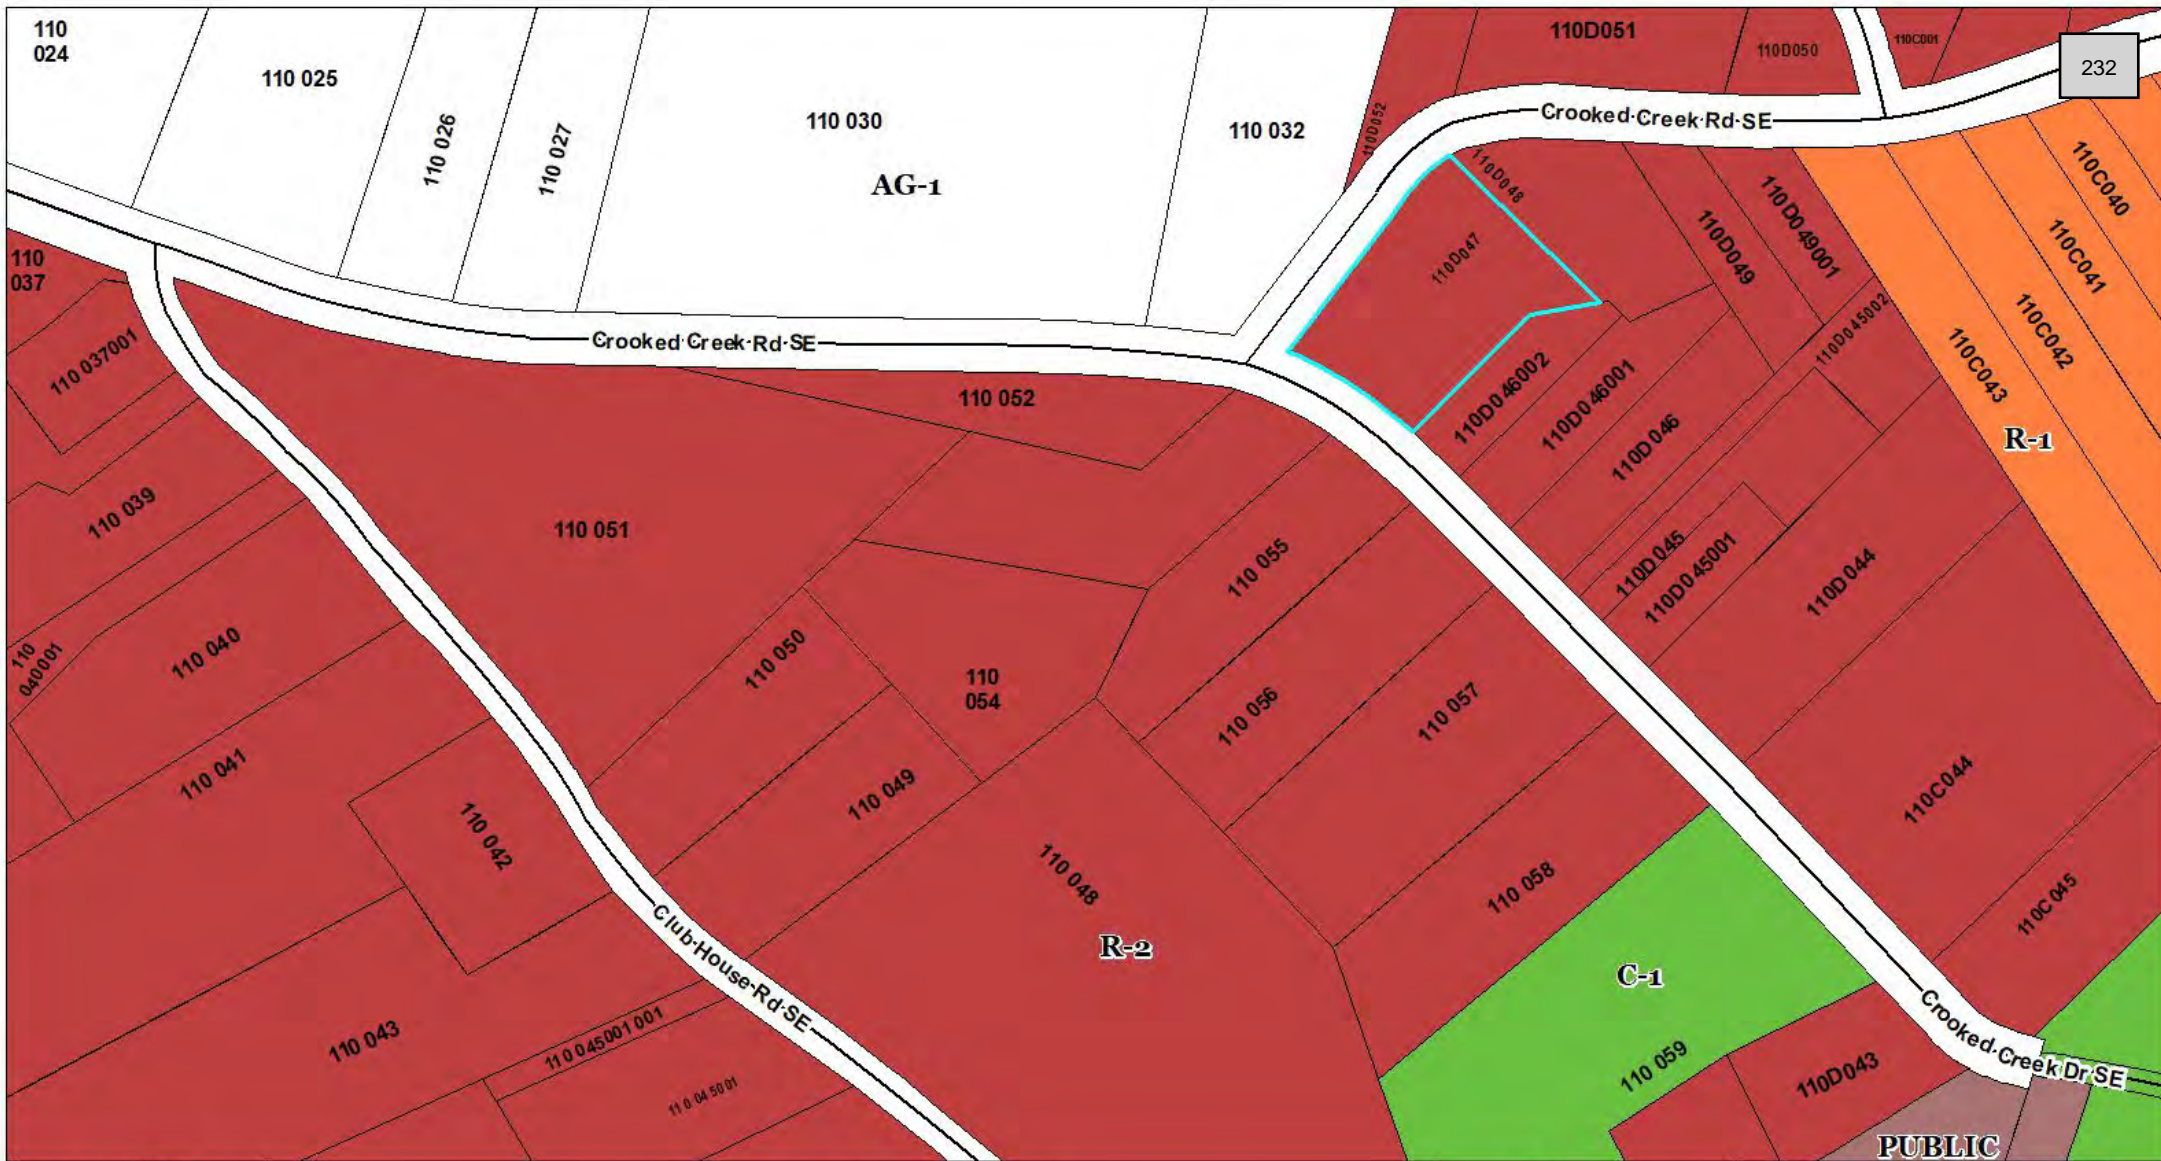 110
024
110 025
110 026
110 027
110 030
AG-1
110 032
110D052
110D051
110D050
110C001
232
Crooked Creek Rd SE
110D048
110D047
110D049
110D049001
110C040
110C041
110C042
110C043
R-1
110
037
110 037001
Crooked Creek Rd SE
110 052
110D046002
110D046001
110D046
110D045002
110 039
110 051
110 055
110D045
110D045001
110D044
110
040001
110 040
110 050
110
054
110 056
110 057
110 041
110 042
110 049
110 048
110 058
110C044
110C045
R-2
C-1
Club House Rd SE
110 043
110 045001 001
110 045001
110 059
110D043
Crooked Creek Dr SE
PUBLIC